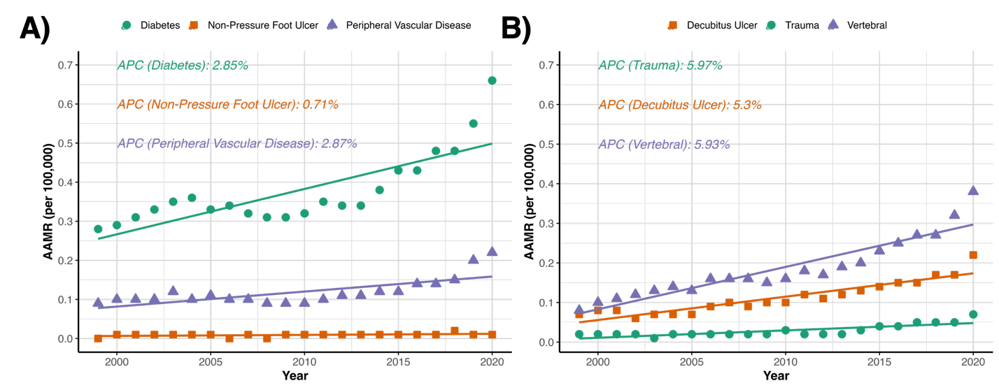 A)
Diabetes Non-Pressure Foot Ulcer Peripheral Vascular Disease
APC (Diabetes): 2.85%
APC (Non-Pressure Foot Ulcer): 0.71%
APC (Peripheral Vascular Disease): 2.87%
AAMR (per 100,000)
0.7
0.6
0.5
0.4
0.3
0.2
0.1
0.0
2000 2005 2010 2015 2020
Year
B)
Decubitus Ulcer Trauma Vertebral
APC (Trauma): 5.97%
APC (Decubitus Ulcer): 5.3%
APC (Vertebral): 5.93%
AAMR (per 100,000)
0.7
0.6
0.5
0.4
0.3
0.2
0.1
0.0
2000 2005 2010 2015 2020
Year